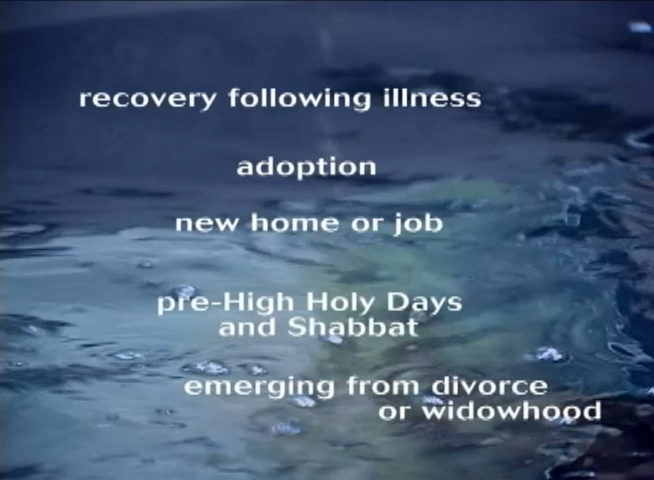 recovery following illness
adoption
new home or job
pre-High Holy Days
and Shabbat
emerging from divorce
or widowhood